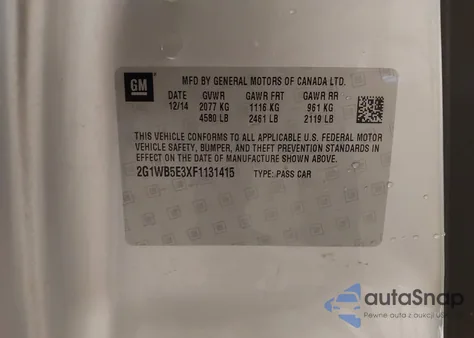 GM
MFD BY GENERAL MOTORS OF CANADA LTD.
DATE GVWR GAWR FRT GAWR RR
12/14 2077 KG 1116 KG 961 KG
4580 LB 2461 LB 2119 LB
THIS VEHICLE CONFORMS TO ALL APPLICABLE U.S. FEDERAL MOTOR
VEHICLE SAFETY, BUMPER, AND THEFT PREVENTION STANDARDS IN
EFFECT ON THE DATE OF MANUFACTURE SHOWN ABOVE.
2G1WB5E3XF1131415 TYPE: PASS CAR
autoSnap
Pewne auta z aukcji u